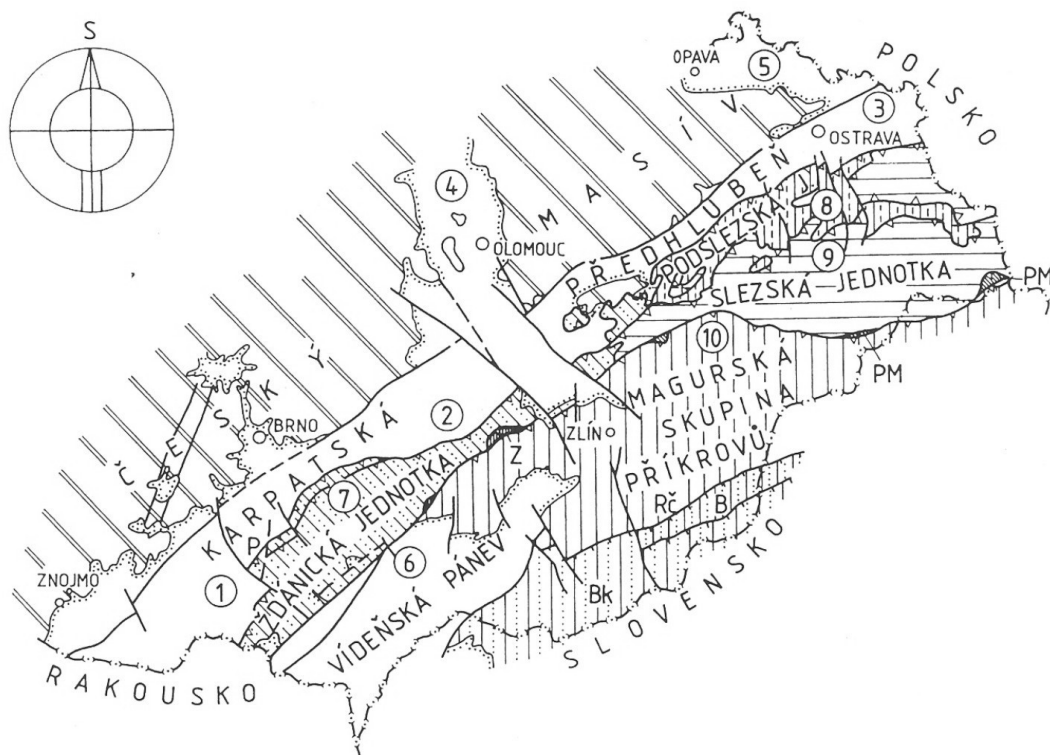 S
OPAVA
5
POLSKO
3
OSTRAVA
ČESKÝ MASÍV
4
OLOMOUC
KARPATSKÁ PŘEDHLUBEŇ
PODSLEZSKÁ J.
8
9
SLEZSKÁ JEDNOTKA
PM
10
PM
MAGURSKÁ
SKUPINA
PŘÍKROVŮ
2
BRNO
ZLÍN
Z
7
ŽDÁNICKÁ JEDNOTKA
P
Rč
B
6
VÍDEŇSKÁ PÁNEV
Bk
1
ZNOJMO
SLOVENSKO
RAKOUSKO